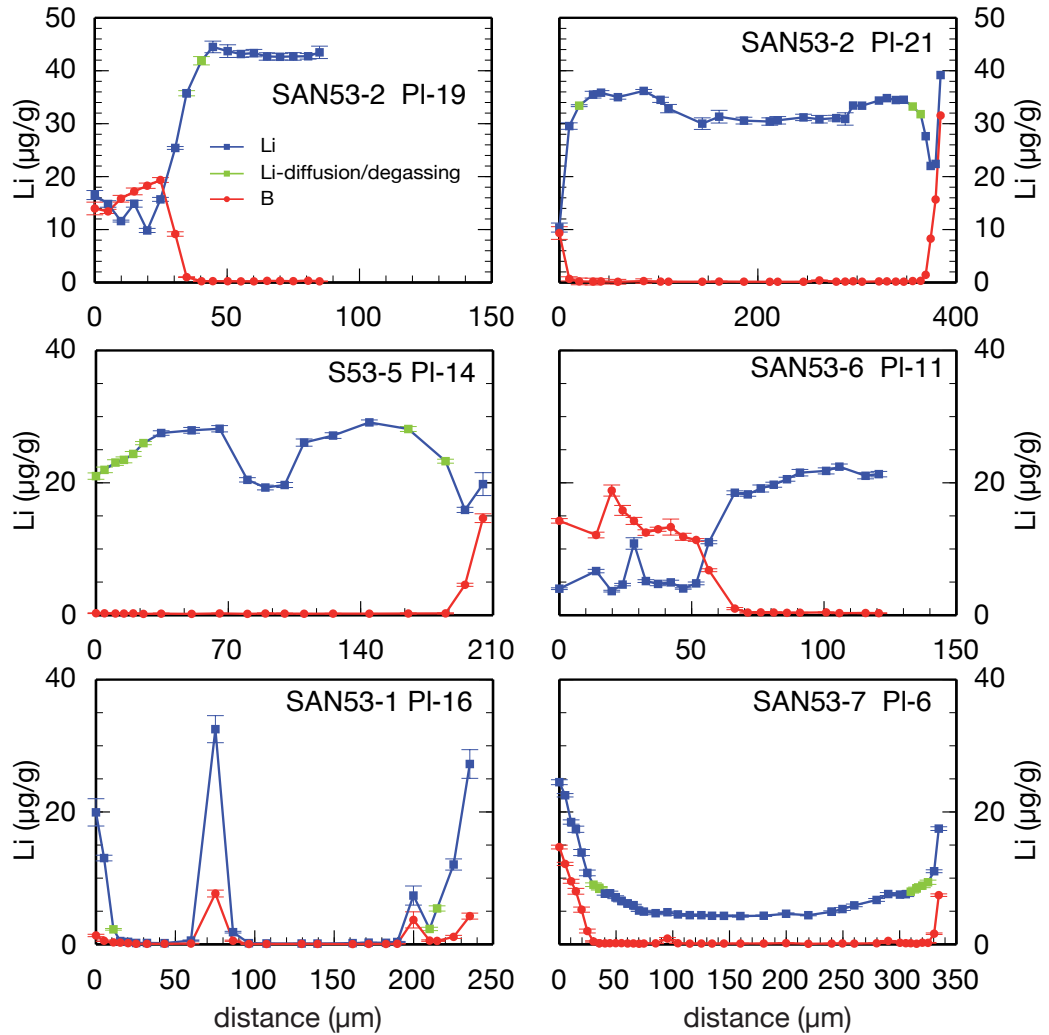 50
40
30
20
10
0
Li (µg/g)
SAN53-2 Pl-19
Li
Li-diffusion/degassing
B
0 50 100 150
SAN53-2 Pl-21
50
40
30
20
10
0
Li (µg/g)
0 200 400
40
20
0
Li (µg/g)
S53-5 Pl-14
0 70 140 210
SAN53-6 Pl-11
40
20
0
Li (µg/g)
0 50 100 150
40
20
0
Li (µg/g)
SAN53-1 Pl-16
0 50 100 150 200 250
distance (µm)
SAN53-7 Pl-6
40
20
0
Li (µg/g)
0 50 100 150 200 250 300 350
distance (µm)